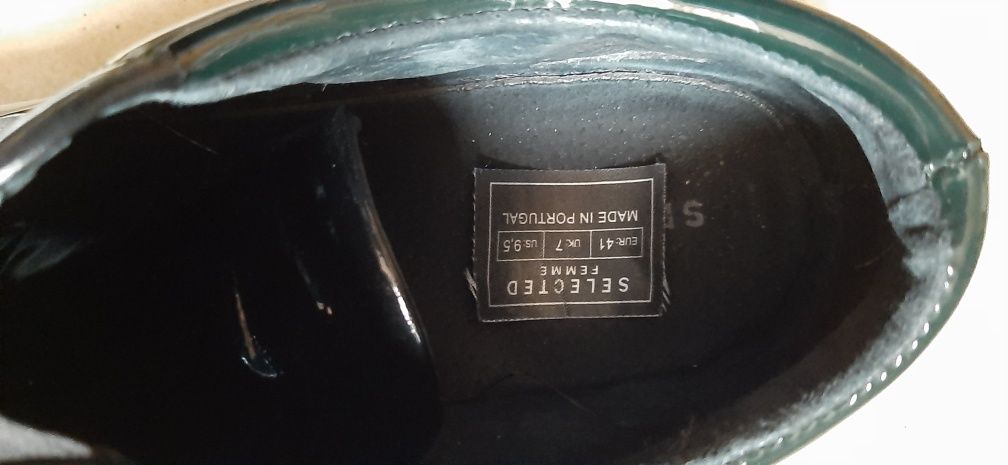 SELECTED
FEMME
EUR: 41 UK: 7 US: 9,5
MADE IN PORTUGAL